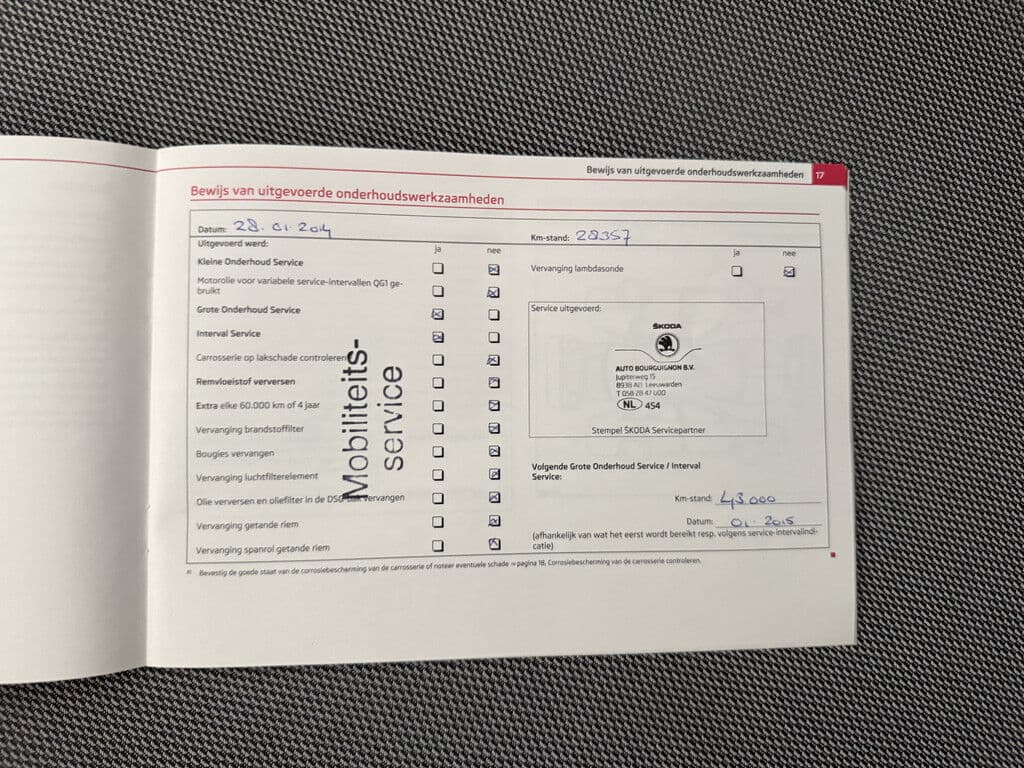 Bewijs van uitgevoerde onderhoudswerkzaamheden 17
Bewijs van uitgevoerde onderhoudswerkzaamheden
Datum: 28.01.2014
Km-stand: 28357
Uitgevoerd werd:
ja nee
Kleine Onderhoud Service
Motorolie voor variabele service-intervallen QG1 ge-
bruikt
Grote Onderhoud Service
Interval Service
Carrosserie op lakschade controleren
Remvloeistof verversen
Extra elke 60.000 km of 4 jaar
Vervanging brandstoffilter
Bougies vervangen
Vervanging luchtfilterelement
Olie verversen en oliefilter in de vervangen
Vervanging getande riem
Vervanging spanrol getande riem
Mobiliteits-
service
ja nee
Vervanging lambdasonde
Service uitgevoerd:
ŠKODA
AUTO BOURGUIGNON B.V.
Jupiterweg 15
8938 AD Leeuwarden
T 058 28 47 000
NL 454
Stempel ŠKODA Servicepartner
Volgende Grote Onderhoud Service / Interval
Service:
Km-stand: 43000
Datum: 01.2015
(afhankelijk van wat het eerst wordt bereikt resp. volgens service-intervalindi-
catie)
a) Bevestig de goede staat van de corrosiebescherming van de carrosserie of noteer eventuele schade ⇒ pagina 18, Corrosiebescherming van de carrosserie controleren.